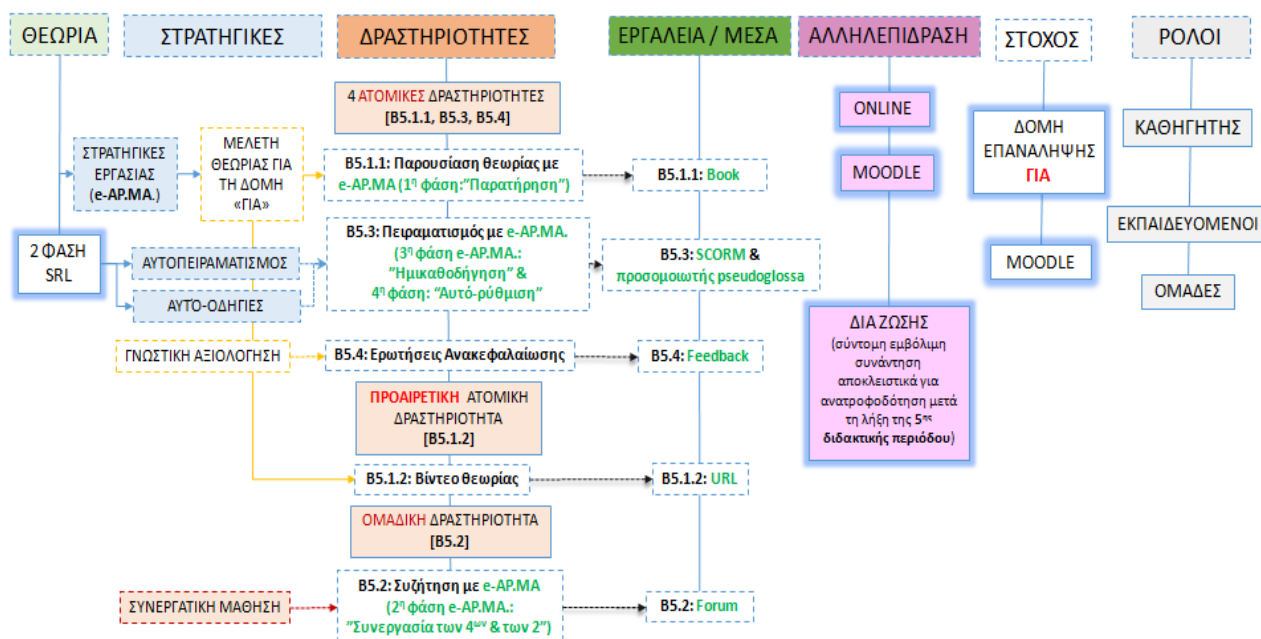 ΘΕΩΡΙΑ
ΣΤΡΑΤΗΓΙΚΕΣ
ΔΡΑΣΤΗΡΙΟΤΗΤΕΣ
ΕΡΓΑΛΕΙΑ / ΜΕΣΑ
ΑΛΛΗΛΕΠΙΔΡΑΣΗ
ΣΤΟΧΟΣ
ΡΟΛΟΙ
2 ΦΑΣΗ
SRL
ΣΤΡΑΤΗΓΙΚΕΣ
ΕΡΓΑΣΙΑΣ
(e-ΑΡ.ΜΑ.)
ΜΕΛΕΤΗ
ΘΕΩΡΙΑΣ ΓΙΑ
ΤΗ ΔΟΜΗ
«ΓΙΑ»
ΑΥΤΟΠΕΙΡΑΜΑΤΙΣΜΟΣ
ΑΥΤΌ-ΟΔΗΓΙΕΣ
ΓΝΩΣΤΙΚΗ ΑΞΙΟΛΟΓΗΣΗ
ΣΥΝΕΡΓΑΤΙΚΗ ΜΑΘΗΣΗ
4 ΑΤΟΜΙΚΕΣ ΔΡΑΣΤΗΡΙΟΤΗΤΕΣ
[Β5.1.1, Β5.3, Β5.4]
Β5.1.1: Παρουσίαση θεωρίας με
e-ΑΡ.ΜΑ (1η φάση:”Παρατήρηση”)
Β5.3: Πειραματισμός με e-ΑΡ.ΜΑ.
(3η φάση e-ΑΡ.ΜΑ.:
”Ημικαθοδήγηση” &
4η φάση: “Αυτό-ρύθμιση”
Β5.4: Ερωτήσεις Ανακεφαλαίωσης
ΠΡΟΑΙΡΕΤΙΚΗ ΑΤΟΜΙΚΗ
ΔΡΑΣΤΗΡΙΟΤΗΤΑ
[Β5.1.2]
Β5.1.2: Βίντεο θεωρίας
ΟΜΑΔΙΚΗ ΔΡΑΣΤΗΡΙΟΤΗΤΑ
[Β5.2]
Β5.2: Συζήτηση με e-ΑΡ.ΜΑ
(2η φάση e-ΑΡ.ΜΑ.:
”Συνεργασία των 4ων & των 2”)
Β5.1.1: Book
Β5.3: SCORM &
προσομοιωτής pseudoglossa
Β5.4: Feedback
Β5.1.2: URL
Β5.2: Forum
ONLINE
MOODLE
ΔΙΑ ΖΩΣΗΣ
(σύντομη εμβόλιμη
συνάντηση
αποκλειστικά για
ανατροφοδότηση μετά
τη λήξη της 5ης
διδακτικής περιόδου)
ΔΟΜΗ
ΕΠΑΝΑΛΗΨΗΣ
ΓΙΑ
MOODLE
ΚΑΘΗΓΗΤΗΣ
ΕΚΠΑΙΔΕΥΟΜΕΝΟΙ
ΟΜΑΔΕΣ